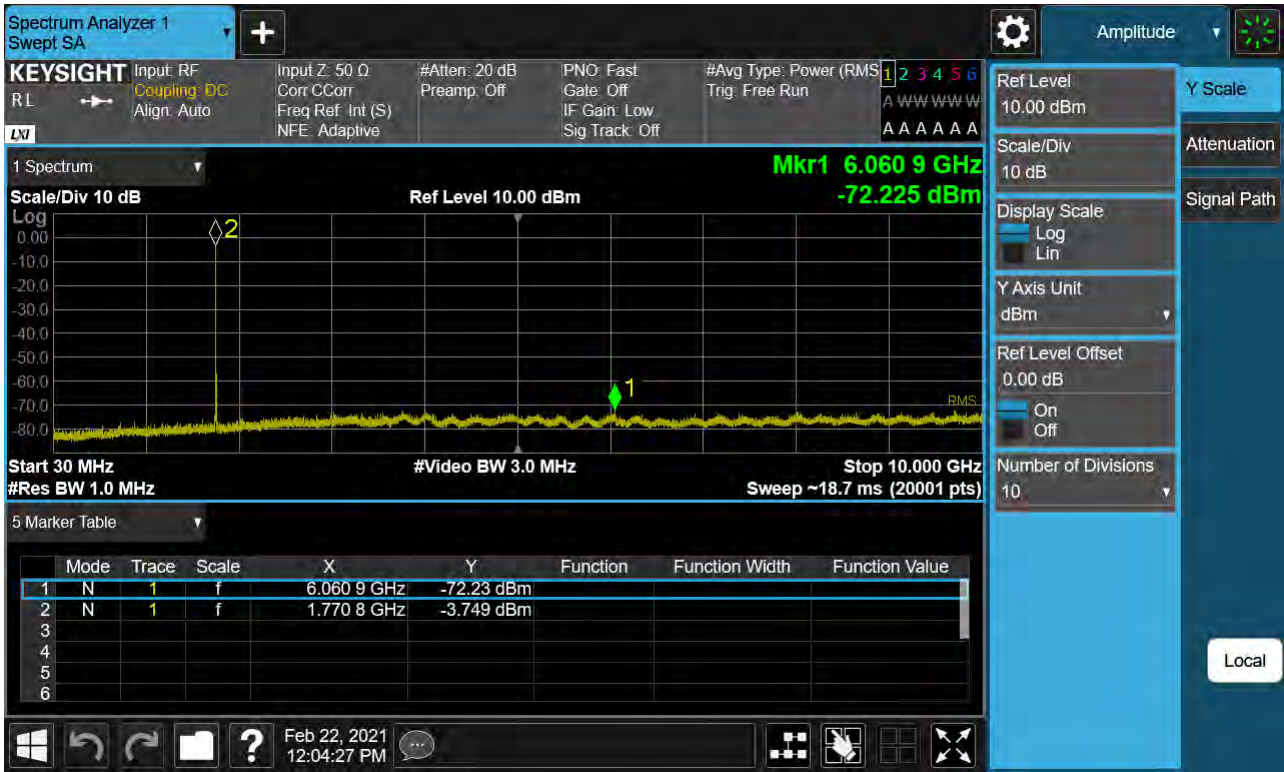 Spectrum Analyzer 1
Swept SA
+
Amplitude
KEYSIGHT
RL
LXI
Input: RF
Coupling: DC
Align: Auto
Input Z: 50 Ω
Corr CCorr
Freq Ref: Int (S)
NFE: Adaptive
#Atten: 20 dB
Preamp: Off
PNO: Fast
Gate: Off
IF Gain: Low
Sig Track: Off
#Avg Type: Power (RMS
Trig: Free Run
1 2 3 4 5 6
A W W W W W
A A A A A A
1 Spectrum
Scale/Div 10 dB
Ref Level 10.00 dBm
Mkr1 6.060 9 GHz
-72.225 dBm
Log
0.00
-10.0
-20.0
-30.0
-40.0
-50.0
-60.0
-70.0
-80.0
2
1
RMS
Start 30 MHz
#Video BW 3.0 MHz
Stop 10.000 GHz
#Res BW 1.0 MHz
Sweep ~18.7 ms (20001 pts)
5 Marker Table
Mode Trace Scale X Y Function Function Width Function Value
1 N 1 f 6.060 9 GHz -72.23 dBm
2 N 1 f 1.770 8 GHz -3.749 dBm
3
4
5
6
Ref Level
10.00 dBm
Scale/Div
10 dB
Display Scale
Log
Lin
Y Axis Unit
dBm
Ref Level Offset
0.00 dB
On
Off
Number of Divisions
10
Y Scale
Attenuation
Signal Path
Local
?
Feb 22, 2021
12:04:27 PM